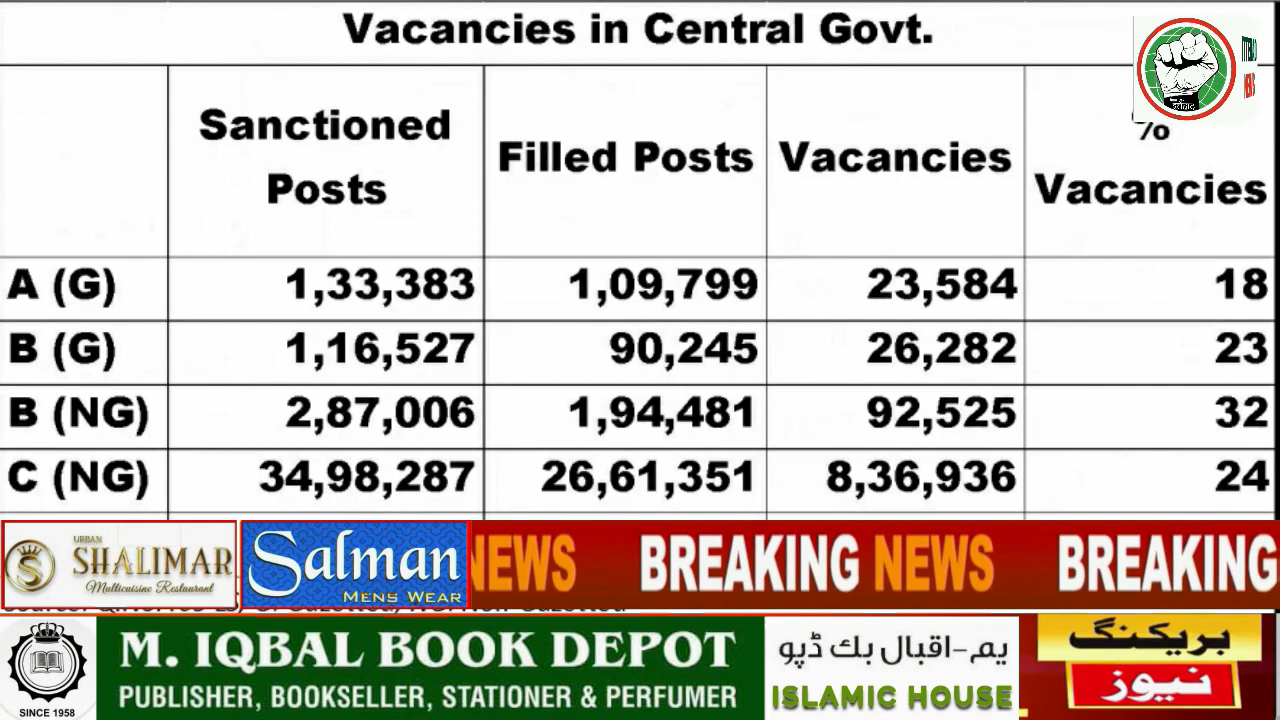 Vacancies in Central Govt.
Sanctioned Posts Filled Posts Vacancies % Vacancies
A (G) 1,33,383 1,09,799 23,584 18
B (G) 1,16,527 90,245 26,282 23
B (NG) 2,87,006 1,94,481 92,525 32
C (NG) 34,98,287 26,61,351 8,36,936 24
URBAN
SHALIMAR
Multicuisine Restaurant
Salman
MENS WEAR
NEWS BREAKING NEWS BREAKING
M. IQBAL BOOK DEPOT
PUBLISHER, BOOKSELLER, STATIONER & PERFUMER
SINCE 1958
یم-اقبال بک ڈپو
ISLAMIC HOUSE
بریکنگ
نیوز